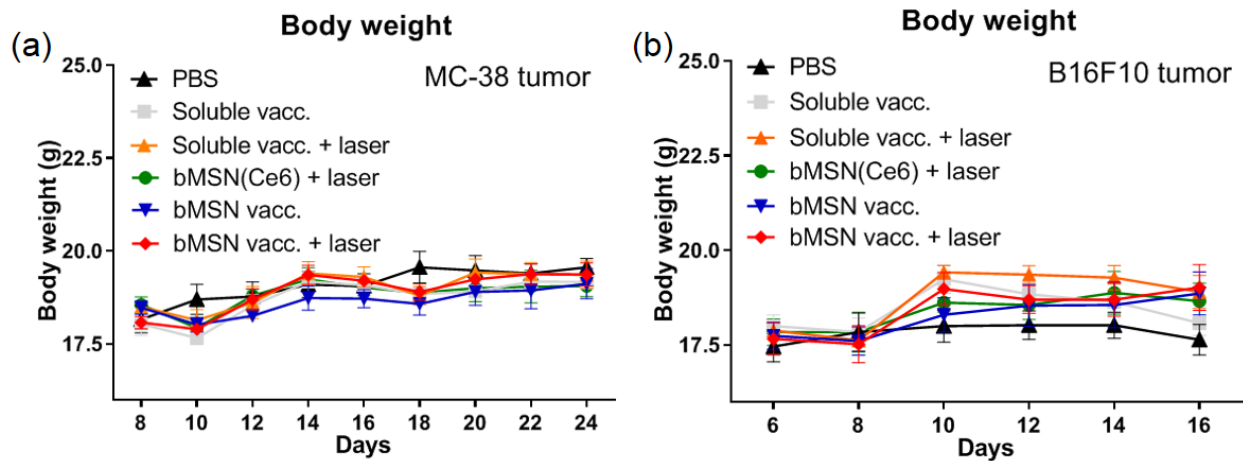 (a)
Body weight
MC-38 tumor
PBS
Soluble vacc.
Soluble vacc. + laser
bMSN(Ce6) + laser
bMSN vacc.
bMSN vacc. + laser
Body weight (g)
25.0
22.5
20.0
17.5
8 10 12 14 16 18 20 22 24
Days
(b)
Body weight
B16F10 tumor
PBS
Soluble vacc.
Soluble vacc. + laser
bMSN(Ce6) + laser
bMSN vacc.
bMSN vacc. + laser
Body weight (g)
25.0
22.5
20.0
17.5
6 8 10 12 14 16
Days